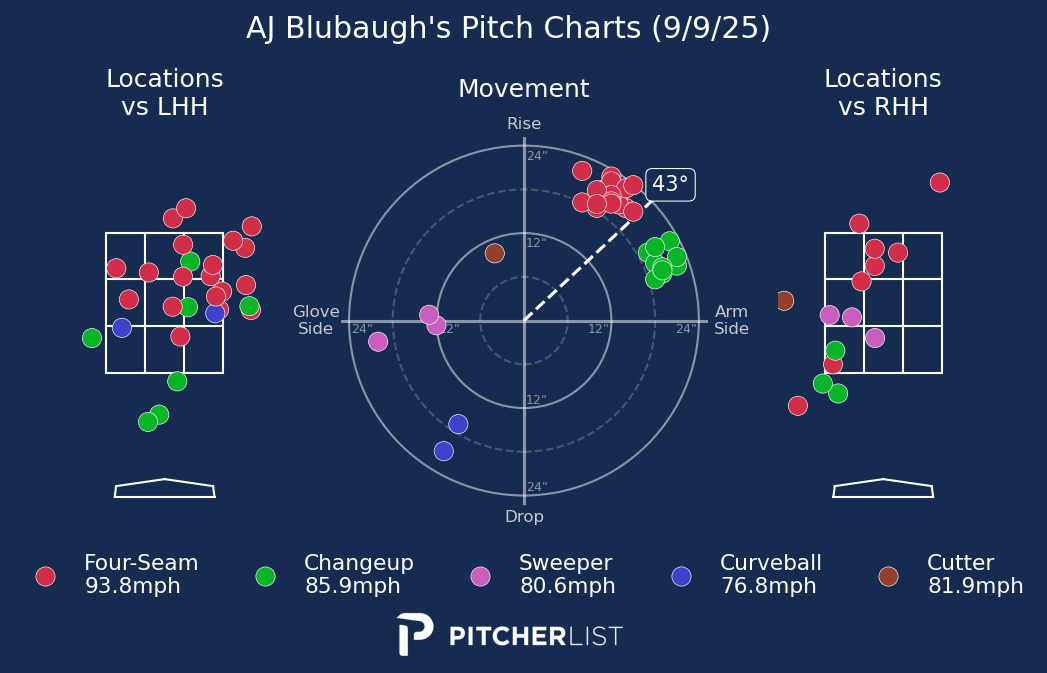 AJ Blubaugh's Pitch Charts (9/9/25)
Locations
vs LHH
Movement
Locations
vs RHH
Rise
24"
43°
12"
Glove
Side
24"
12"
12"
24"
Arm
Side
12"
24"
Drop
Four-Seam
93.8mph
Changeup
85.9mph
Sweeper
80.6mph
Curveball
76.8mph
Cutter
81.9mph
PITCHERLIST